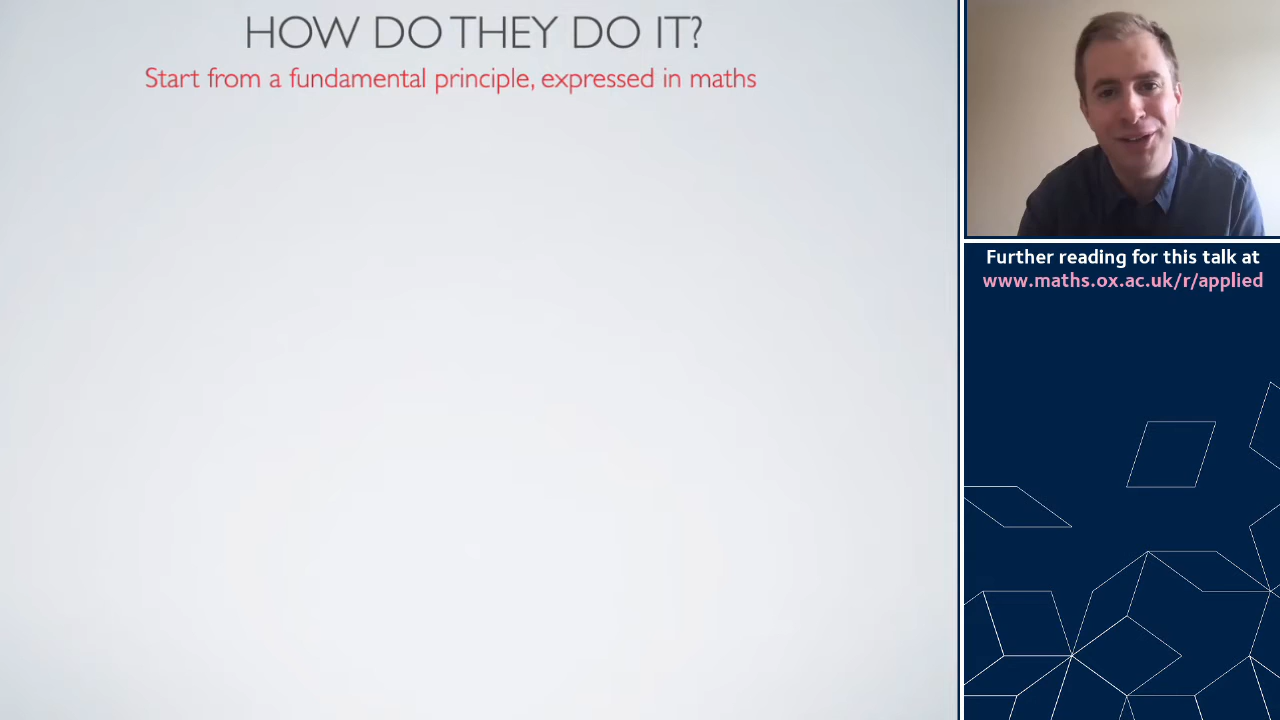 HOW DO THEY DO IT?
Start from a fundamental principle, expressed in maths
Further reading for this talk at
www.maths.ox.ac.uk/r/applied